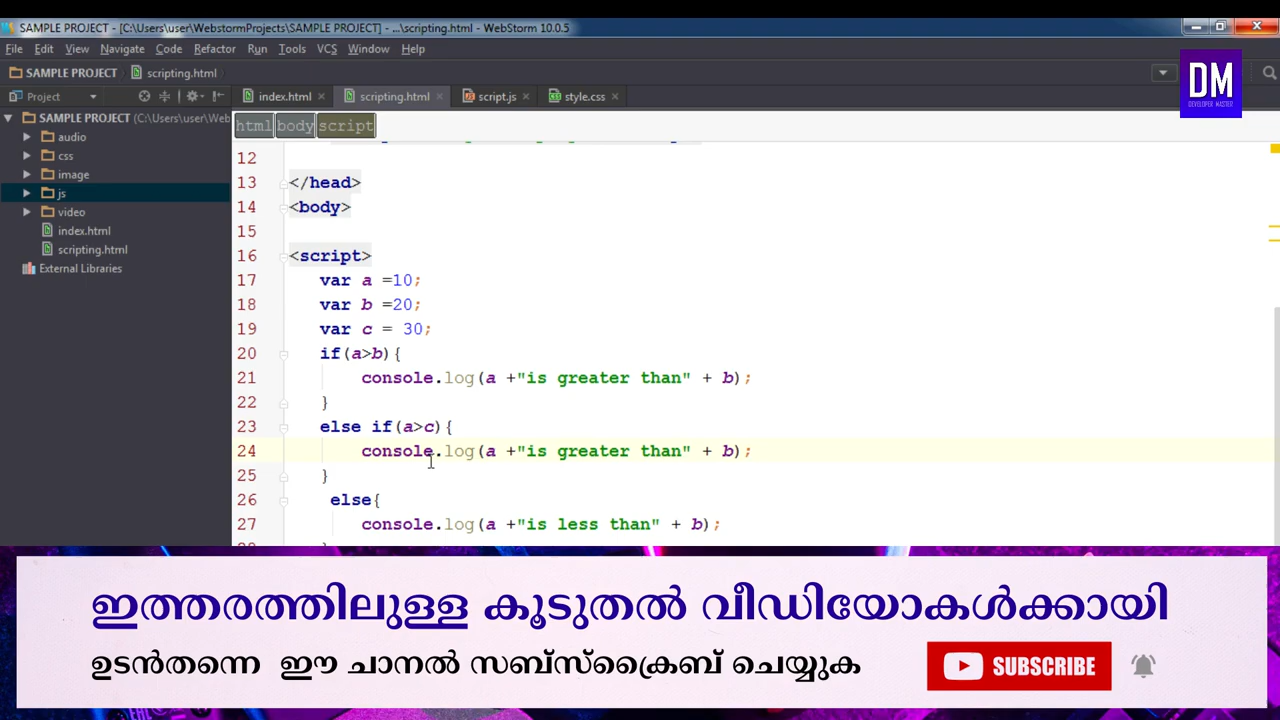 SAMPLE PROJECT - [C:\Users\user\WebstormProjects\SAMPLE PROJECT] - ...\scripting.html - WebStorm 10.0.5
File Edit View Navigate Code Refactor Run Tools VCS Window Help
SAMPLE PROJECT scripting.html
DM
DEVELOPER MASTER
Project
index.html scripting.html script.js style.css
SAMPLE PROJECT (C:\Users\user\Web
audio
css
image
js
video
index.html
scripting.html
External Libraries
html body script
12
13 </head>
14 <body>
15
16 <script>
17 var a =10;
18 var b =20;
19 var c = 30;
20 if(a>b){
21 console.log(a +"is greater than" + b);
22 }
23 else if(a>c){
24 console.log(a +"is greater than" + b);
25 }
26 else{
27 console.log(a +"is less than" + b);
ഇത്തരത്തിലുള്ള കൂടുതൽ വീഡിയോകൾക്കായി
ഉടൻതന്നെ ഈ ചാനൽ സബ്സ്ക്രൈബ് ചെയ്യുക
SUBSCRIBE